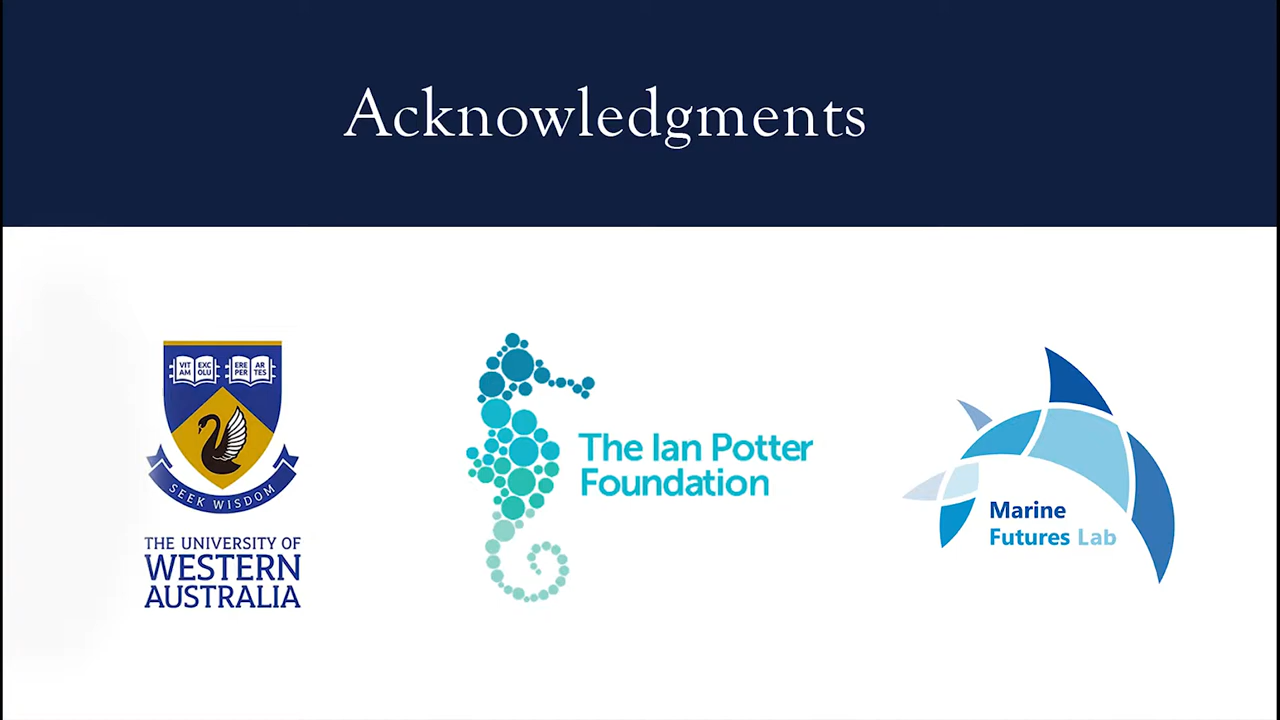 Acknowledgments
VIT EXC ERE AR
AM OLU PER TES
SEEK WISDOM
THE UNIVERSITY OF
WESTERN
AUSTRALIA
The Ian Potter
Foundation
Marine
Futures Lab